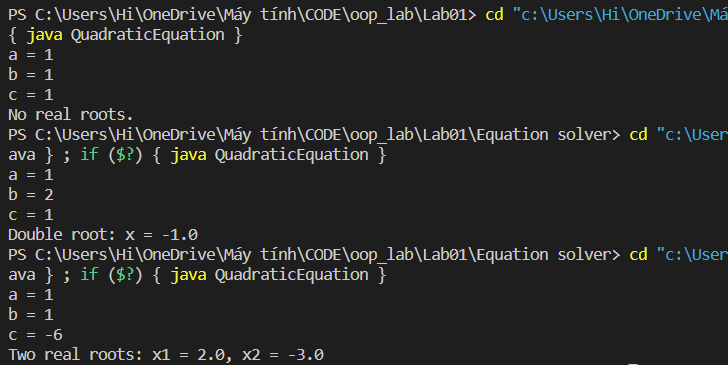 PS C:\Users\Hi\OneDrive\Máy tính\CODE\oop_lab\Lab01> cd "c:\Users\Hi\OneDrive\Má
{ java QuadraticEquation }
a = 1
b = 1
c = 1
No real roots.
PS C:\Users\Hi\OneDrive\Máy tính\CODE\oop_lab\Lab01\Equation solver> cd "c:\User
ava } ; if ($?) { java QuadraticEquation }
a = 1
b = 2
c = 1
Double root: x = -1.0
PS C:\Users\Hi\OneDrive\Máy tính\CODE\oop_lab\Lab01\Equation solver> cd "c:\User
ava } ; if ($?) { java QuadraticEquation }
a = 1
b = 1
c = -6
Two real roots: x1 = 2.0, x2 = -3.0